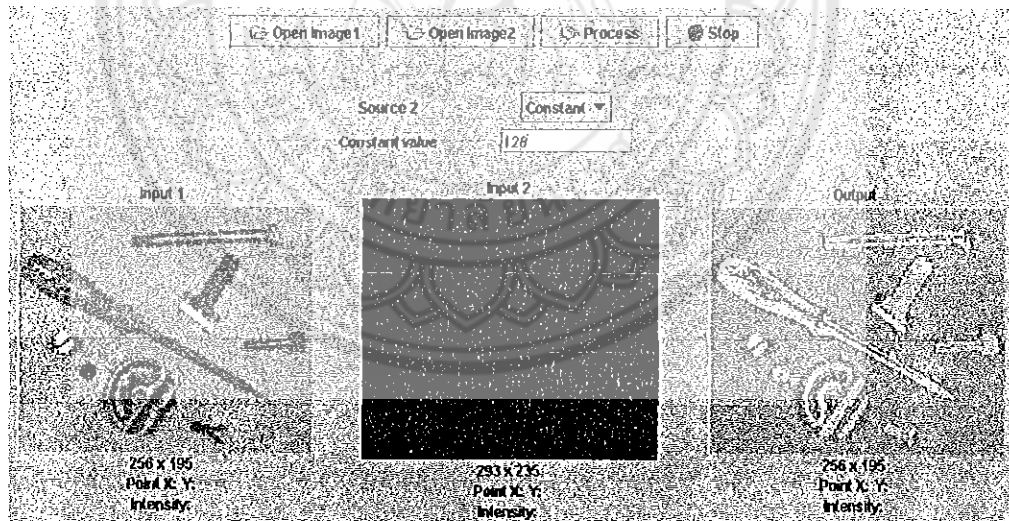 Open Image1 Open Image2 Process Stop
Source 2 Constant
Constant value 128
Input 1 Input 2 Output
256 x 195 293 x 235 256 x 195
Point X: Y: Point X: Y: Point X: Y:
Intensity: Intensity: Intensity: